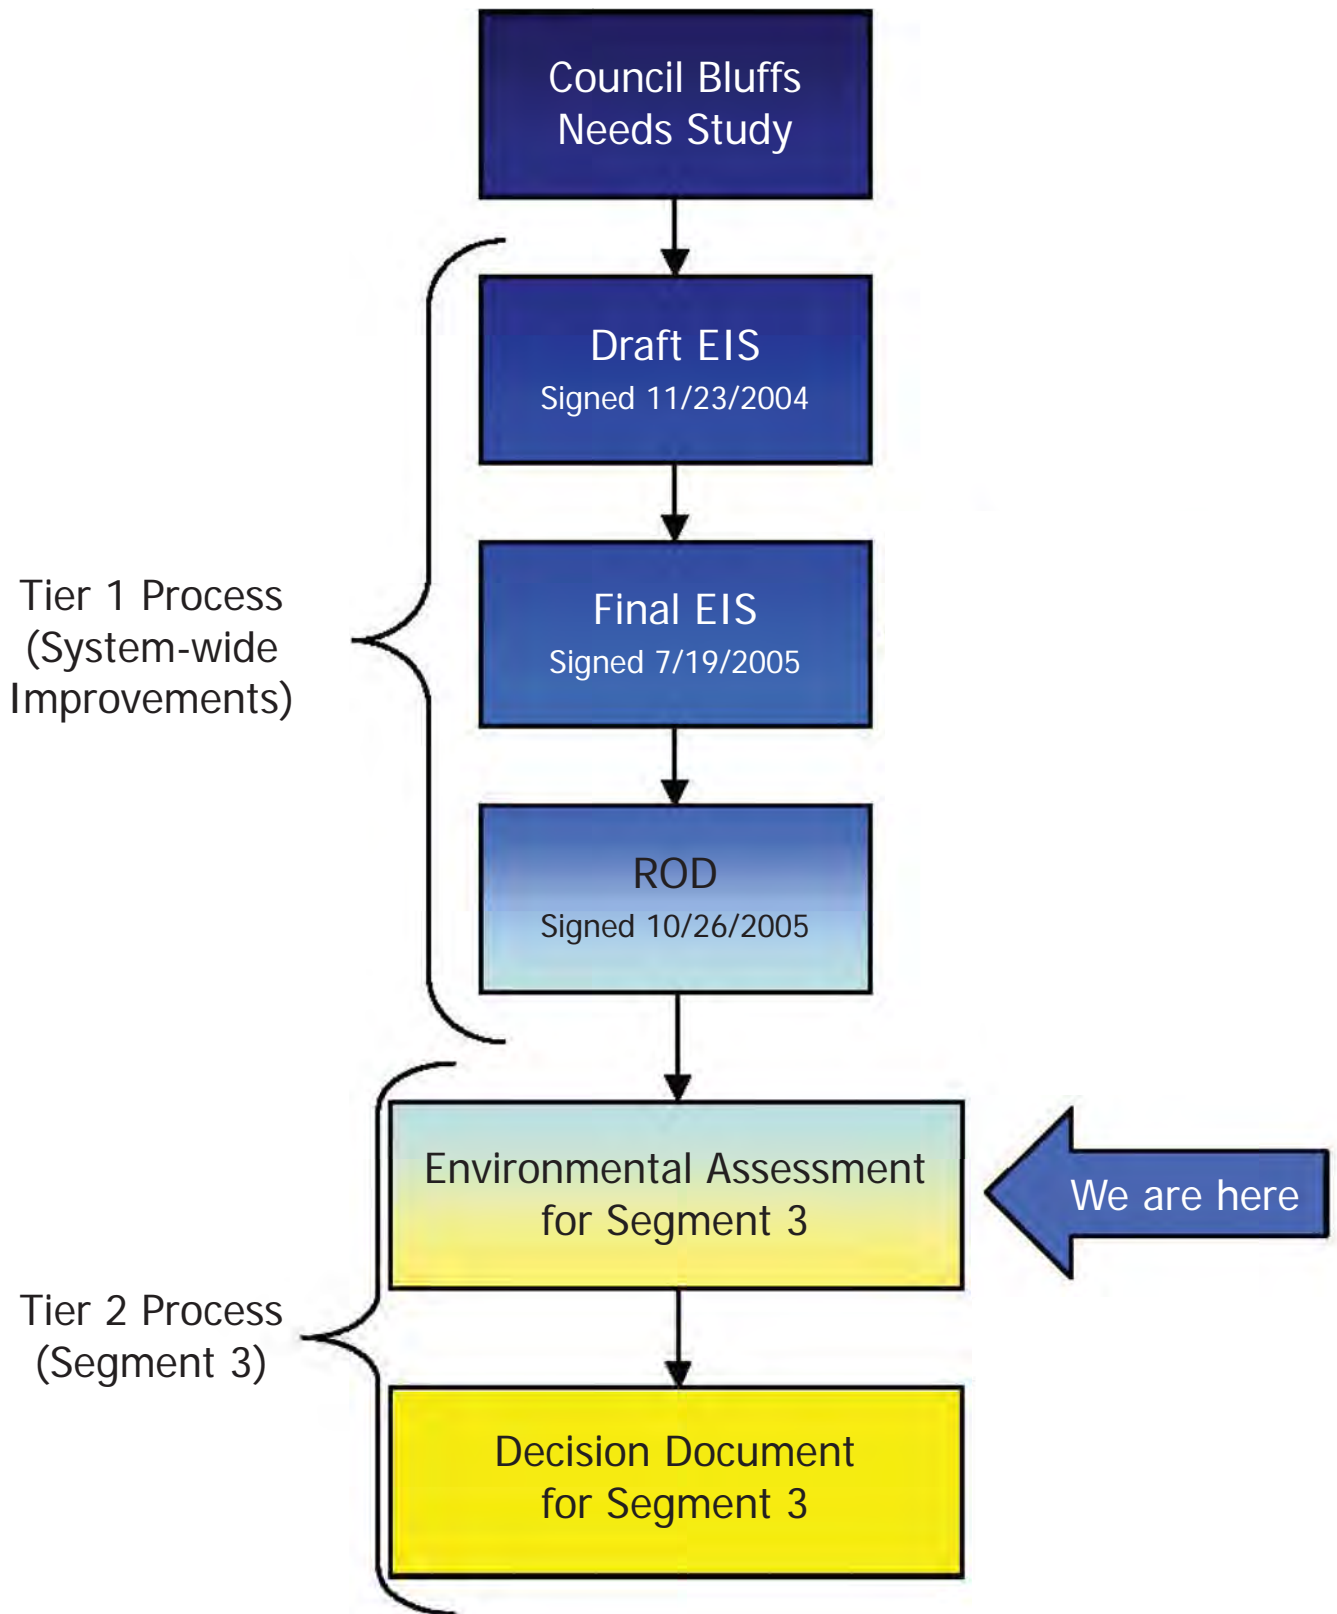 Council Bluffs
Needs Study
Draft EIS
Signed 11/23/2004
Final EIS
Signed 7/19/2005
Tier 1 Process
(System-wide
Improvements)
ROD
Signed 10/26/2005
Environmental Assessment
for Segment 3
We are here
Tier 2 Process
(Segment 3)
Decision Document
for Segment 3